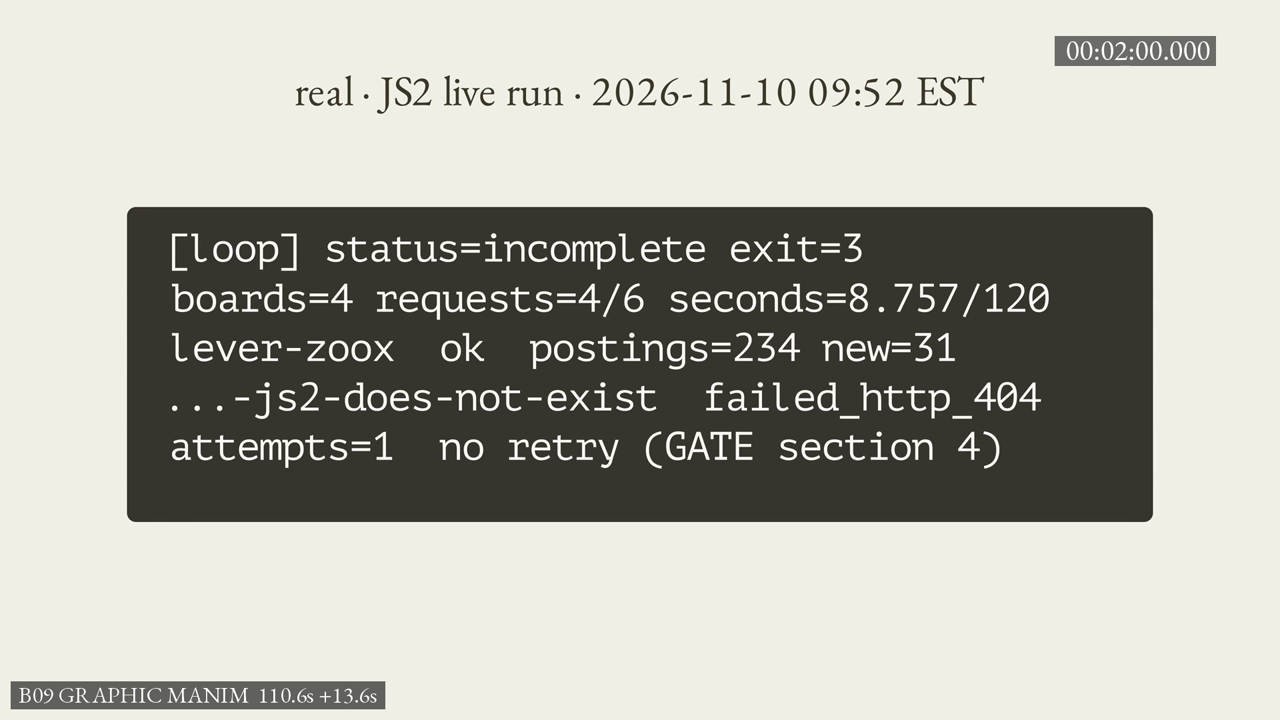 00:02:00.000
real · JS2 live run · 2026-11-10 09:52 EST
[loop] status=incomplete exit=3
boards=4 requests=4/6 seconds=8.757/120
lever-zoox  ok  postings=234 new=31
...-js2-does-not-exist  failed_http_404
attempts=1  no retry (GATE section 4)
B09 GRAPHIC MANIM  110.6s +13.6s